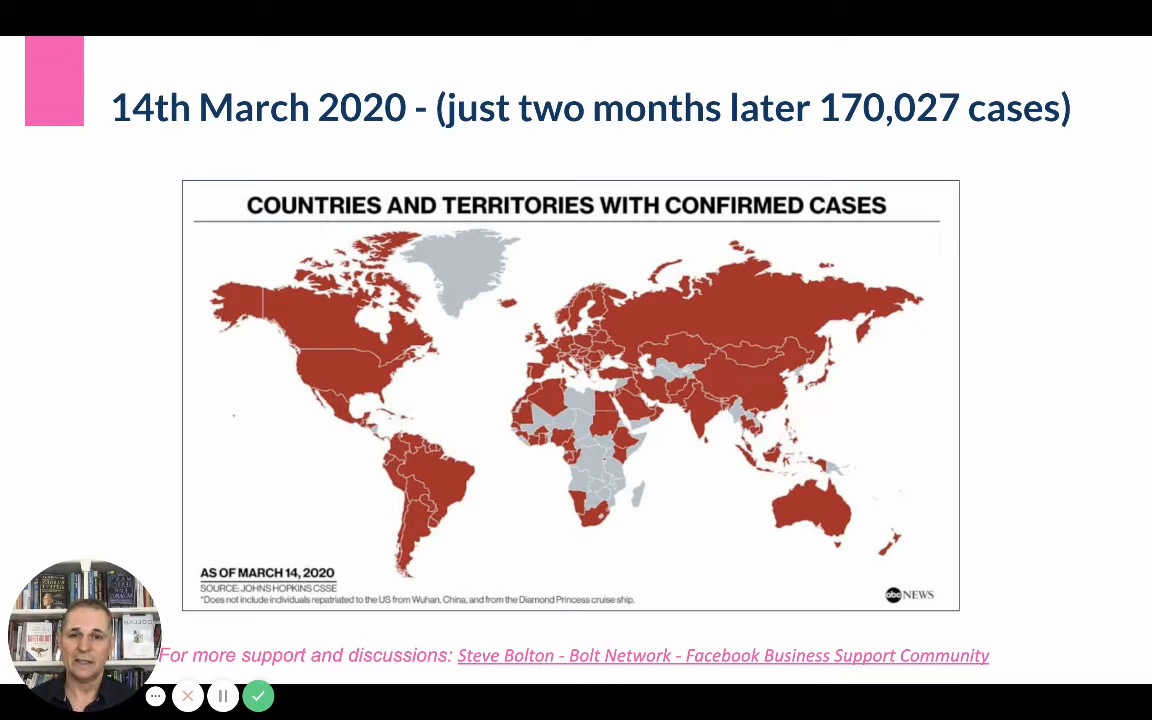 14th March 2020 - (just two months later 170,027 cases)
COUNTRIES AND TERRITORIES WITH CONFIRMED CASES
AS OF MARCH 14, 2020
SOURCE: JOHNS HOPKINS CSSE
*Does not include individuals repatriated to the US from Wuhan, China, and from the Diamond Princess cruise ship.
abc NEWS
For more support and discussions: Steve Bolton - Bolt Network - Facebook Business Support Community